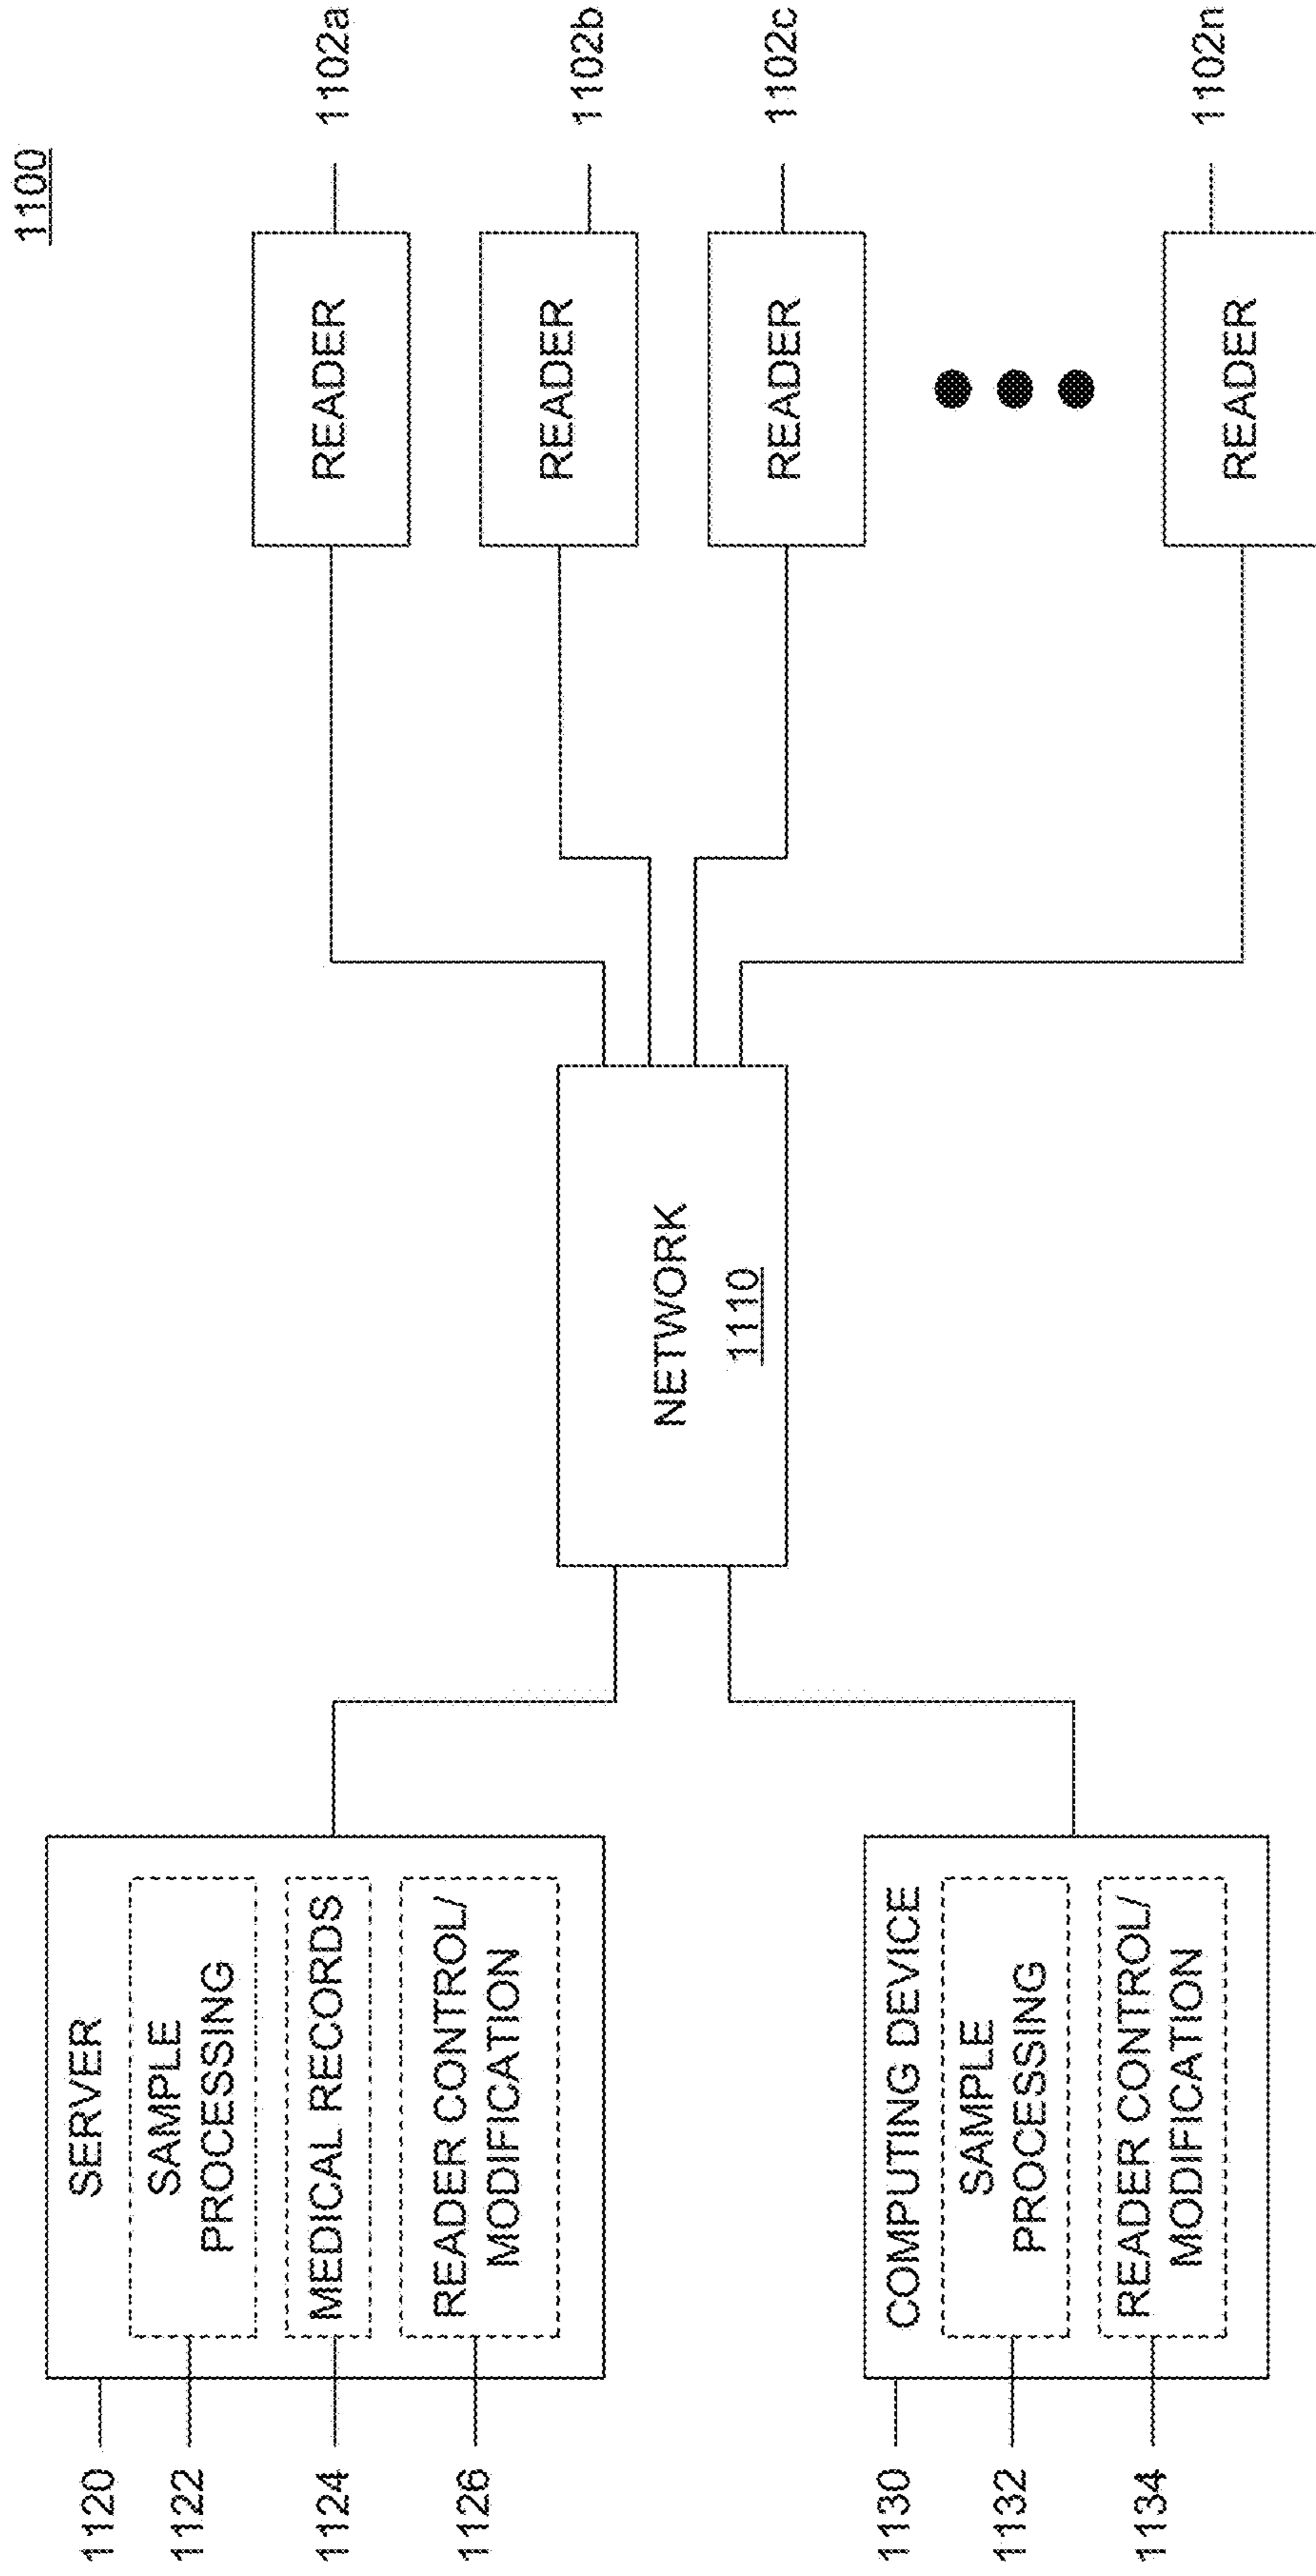 1100
1120
SERVER
1122
SAMPLE
PROCESSING
1124
MEDICAL RECORDS
1126
READER CONTROL/
MODIFICATION
1130
COMPUTING DEVICE
1132
SAMPLE
PROCESSING
1134
READER CONTROL/
MODIFICATION
NETWORK
1110
READER
1102a
READER
1102b
READER
1102c
READER
1102n